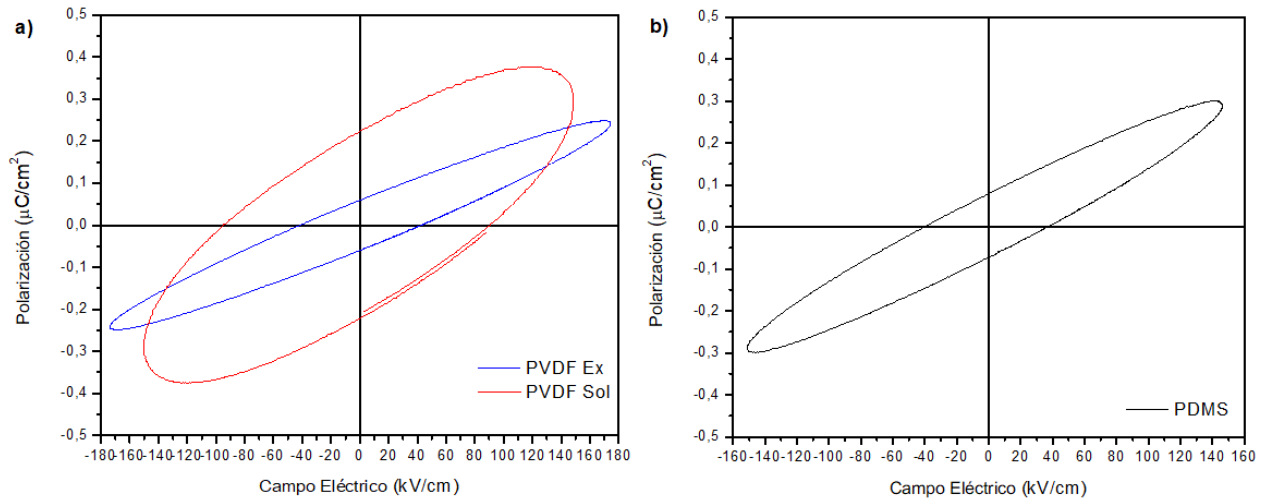 a)
0,5
0,4
0,3
0,2
0,1
0,0
-0,1
-0,2
-0,3
-0,4
-0,5
Polarización (μC/cm²)
-180 -160 -140 -120 -100 -80 -60 -40 -20 0 20 40 60 80 100 120 140 160 180
Campo Eléctrico (kV/cm)
PVDF Ex
PVDF Sol
b)
0,5
0,4
0,3
0,2
0,1
0,0
-0,1
-0,2
-0,3
-0,4
-0,5
Polarización (μC/cm²)
-160 -140 -120 -100 -80 -60 -40 -20 0 20 40 60 80 100 120 140 160
Campo Eléctrico (kV/cm)
PDMS